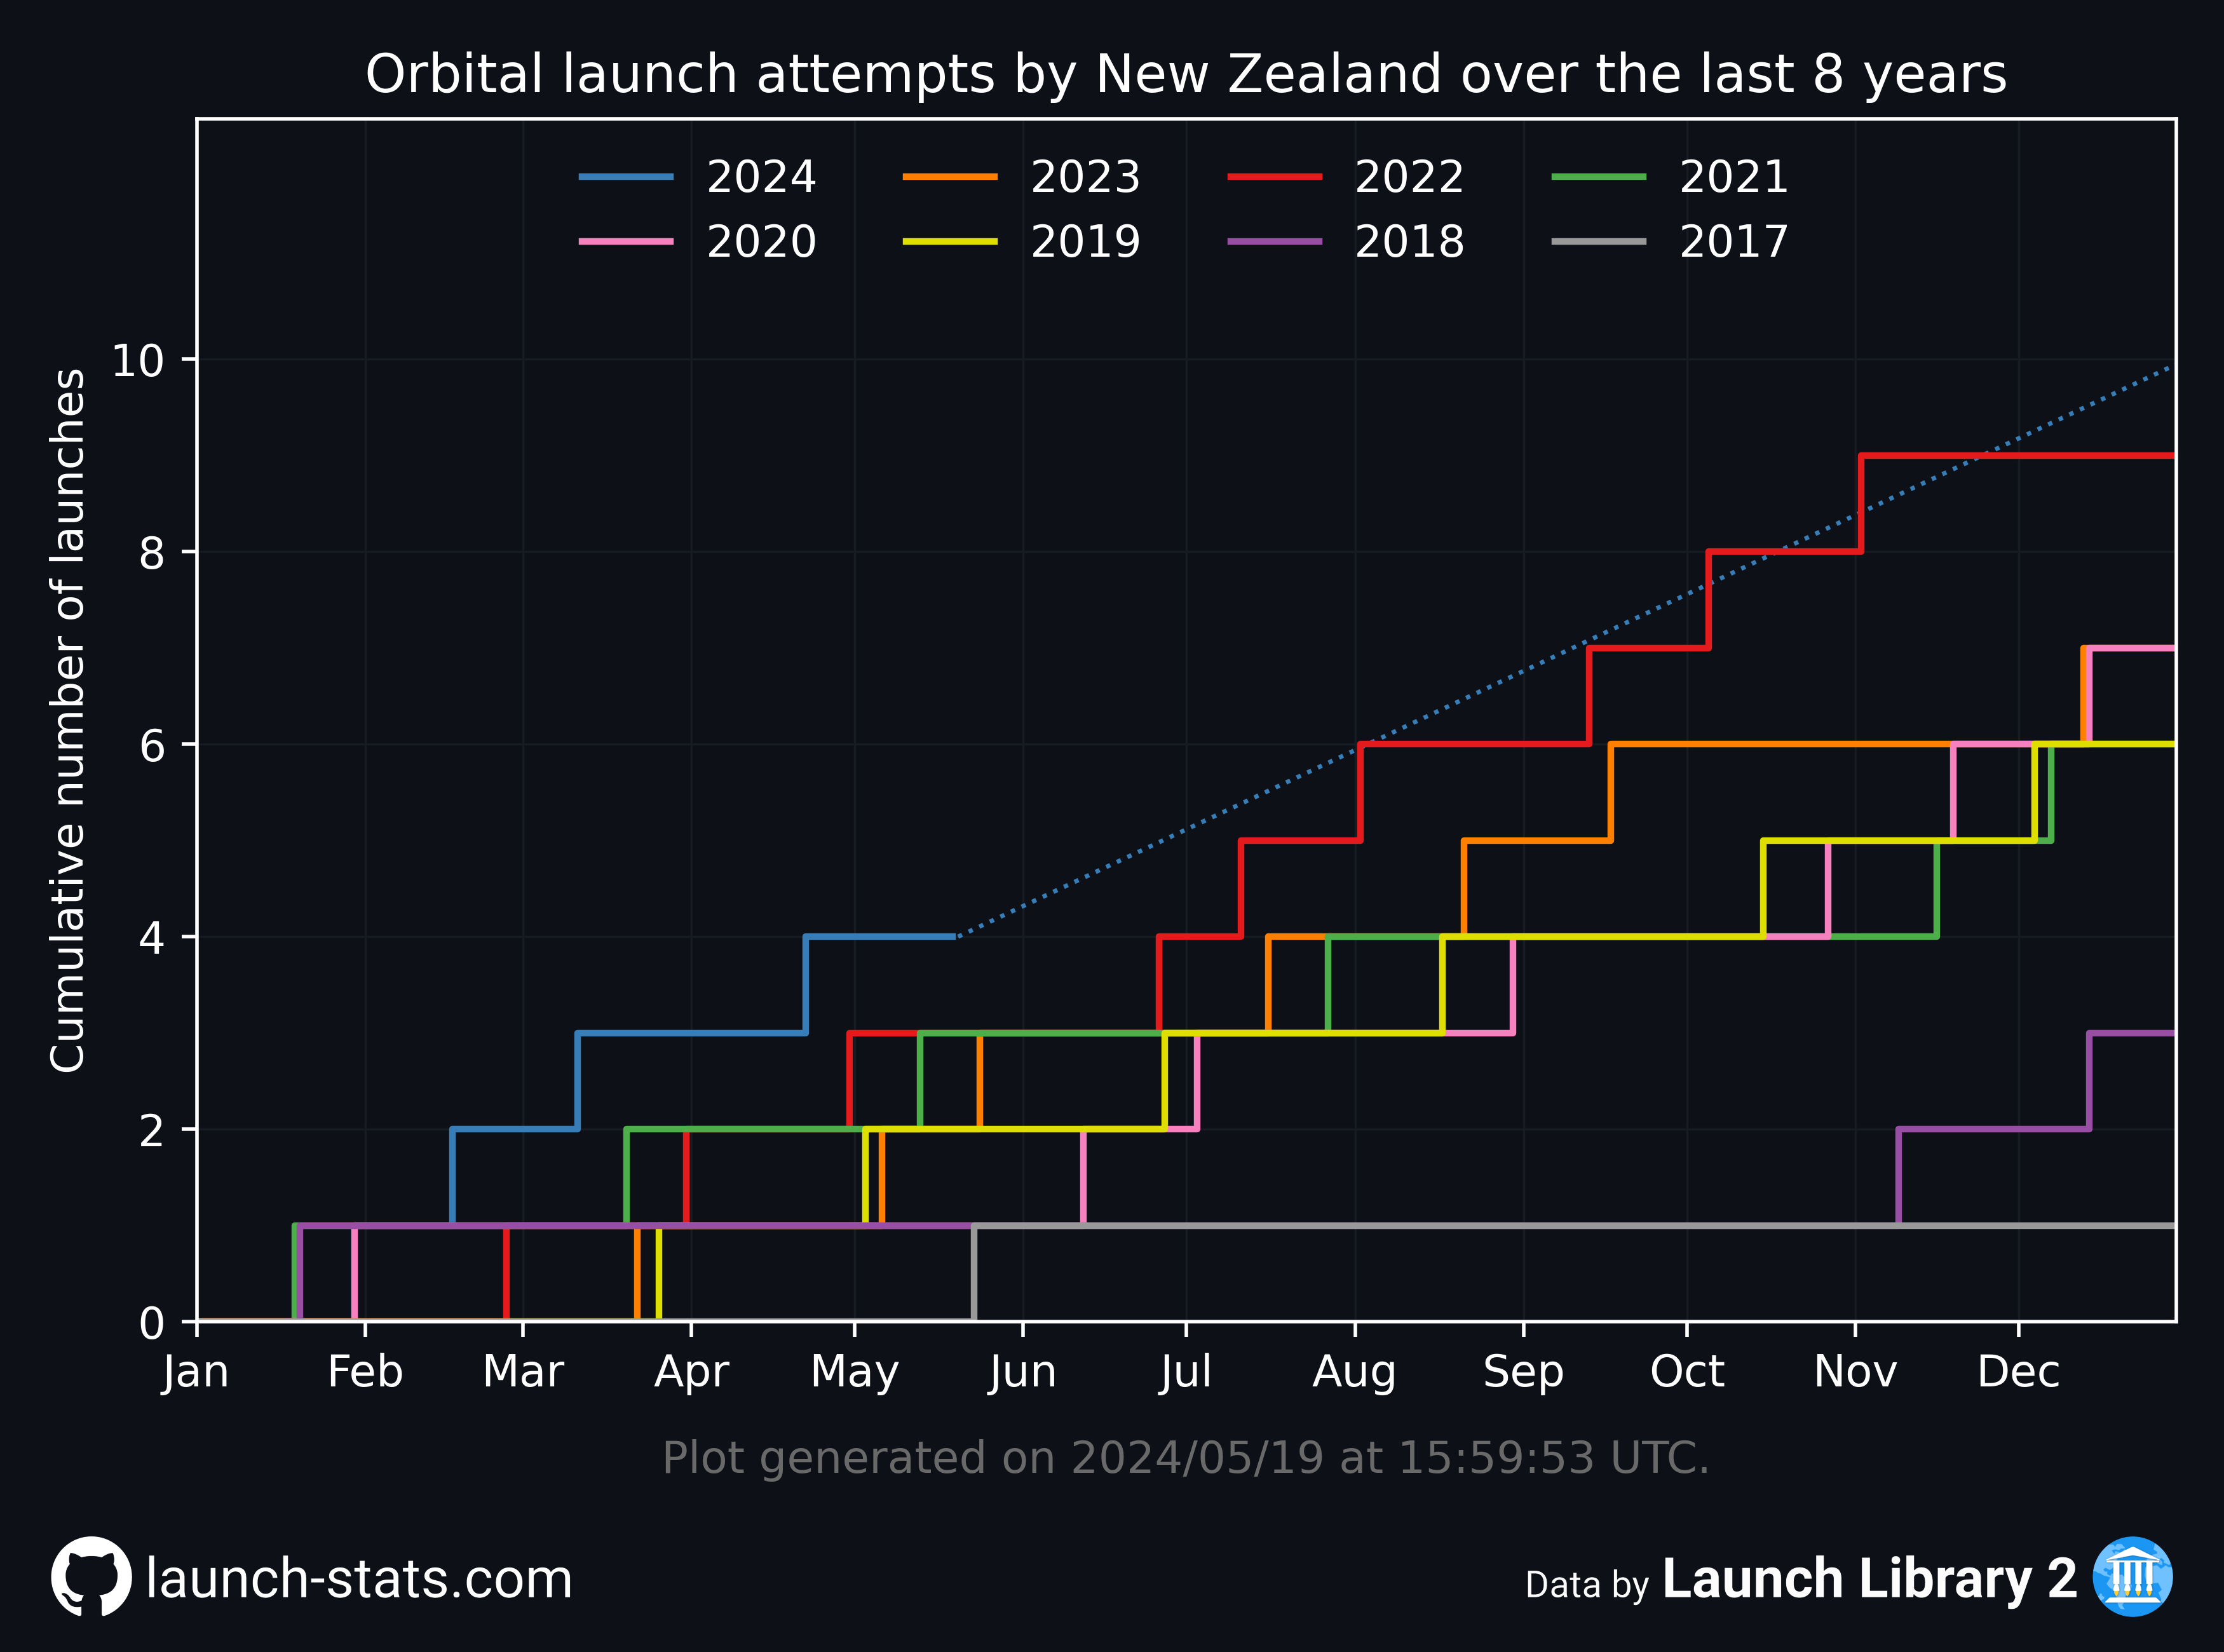 Orbital launch attempts by New Zealand over the last 8 years
2024 2023 2022 2021
2020 2019 2018 2017
Cumulative number of launches
10
8
6
4
2
0
Jan Feb Mar Apr May Jun Jul Aug Sep Oct Nov Dec
Plot generated on 2024/05/19 at 15:59:53 UTC.
launch-stats.com
Data by Launch Library 2